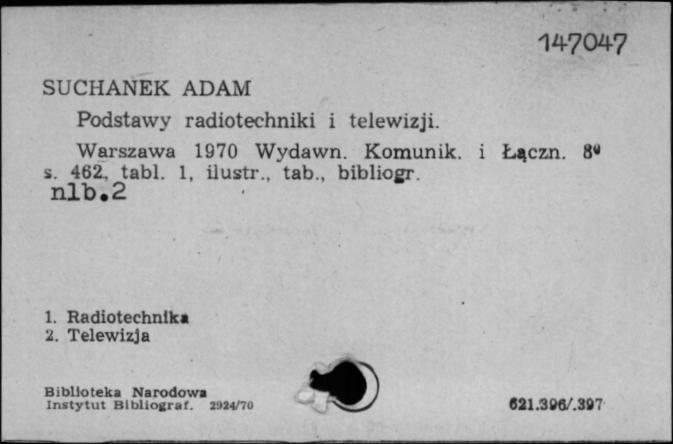 147047
SUCHANEK ADAM
Podstawy radiotechniki i telewizji.
Warszawa 1970 Wydawn. Komunik. i Łączn. 8⁰
s. 462, tabl. 1, ilustr., tab., bibliogr.
nlb.2
1. Radiotechnika
2. Telewizja
Biblioteka Narodowa
Instytut Bibliograf. 2924/70
621.396/.397